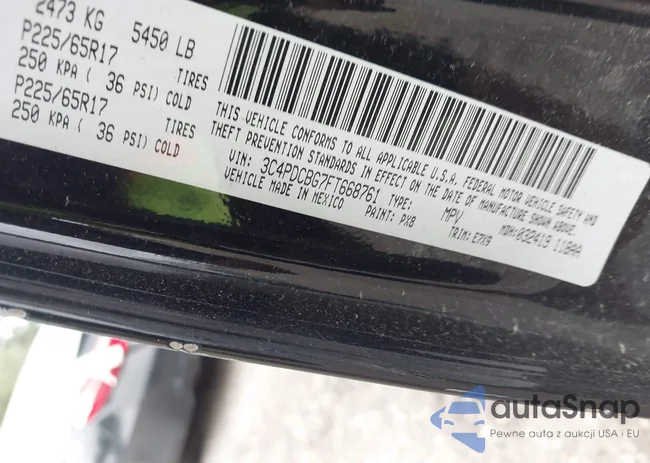 2473 KG 5450 LB
P225/65R17 TIRES
250 KPA ( 36 PSI) COLD
P225/65R17 TIRES
250 KPA ( 36 PSI) COLD
THIS VEHICLE CONFORMS TO ALL APPLICABLE U.S.A. FEDERAL MOTOR VEHICLE SAFETY AND
THEFT PREVENTION STANDARDS IN EFFECT ON THE DATE OF MANUFACTURE SHOWN ABOVE.
VIN: 3C4PDCBG7FT668761 TYPE: MPV MDH: 032419 118AA
VEHICLE MADE IN MEXICO PAINT: PX8 TRIM: E7X9
autaSnap
Pewne auta z aukcji USA i EU